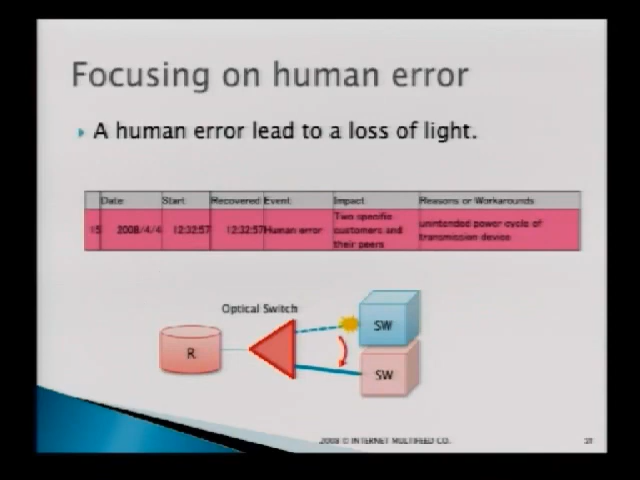 Focusing on human error
A human error lead to a loss of light.
Date Start Recovered Event Impact Reasons or Workarounds
15 2008/4/4 12:32:57 12:32:57 Human error Two specific customers and their peers unintended power cycle of transmission device
Optical Switch
R
SW
SW
2008 © INTERNET MULTIFEED CO.